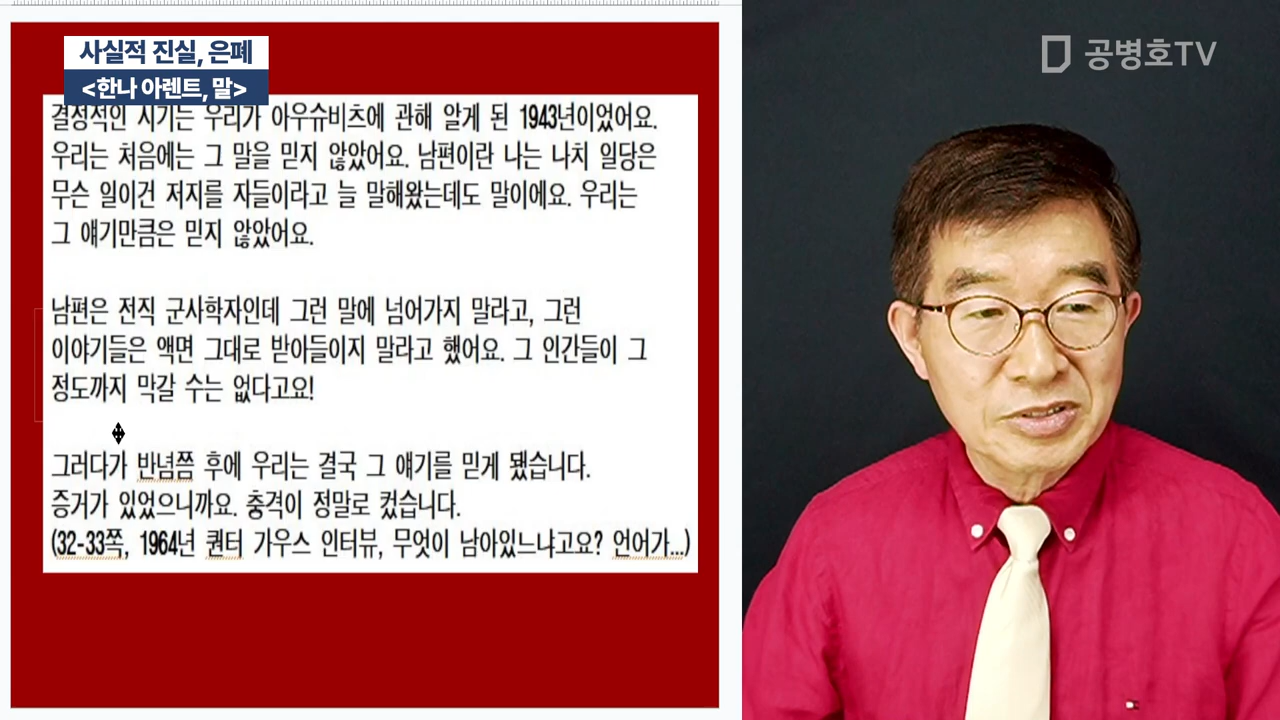 사실적 진실, 은폐
<한나 아렌트, 말>
결정적인 시기는 우리가 아우슈비츠에 관해 알게 된 1943년이었어요.
우리는 처음에는 그 말을 믿지 않았어요. 남편이란 나는 나치 일당은
무슨 일이건 저지를 자들이라고 늘 말해왔는데도 말이에요. 우리는
그 얘기만큼은 믿지 않았어요.
남편은 전직 군사학자인데 그런 말에 넘어가지 말라고, 그런
이야기들은 액면 그대로 받아들이지 말라고 했어요. 그 인간들이 그
정도까지 막갈 수는 없다고요!
그러다가 반념쯤 후에 우리는 결국 그 얘기를 믿게 됐습니다.
증거가 있었으니까요. 충격이 정말로 컸습니다.
(32-33쪽, 1964년 퀀터 가우스 인터뷰, 무엇이 남아있느냐고요? 언어가...)
공병호TV